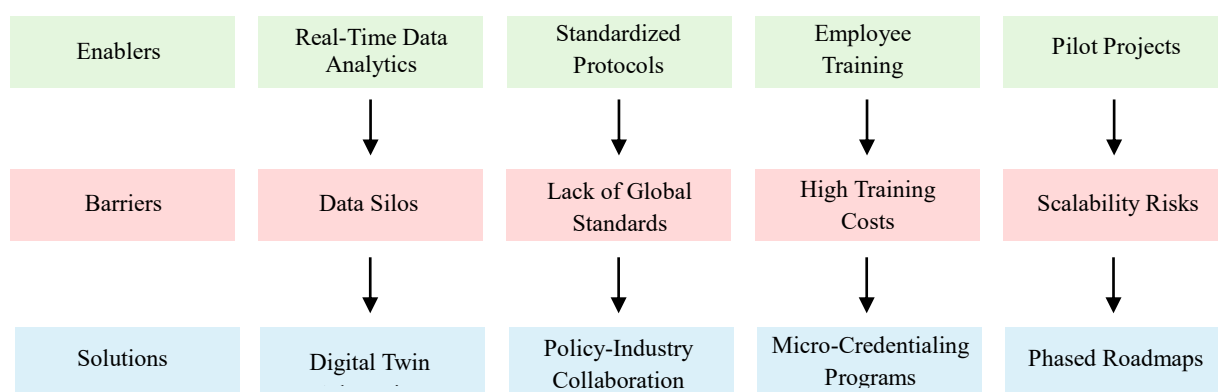 Enablers
Real-Time Data
Analytics
Standardized
Protocols
Employee
Training
Pilot Projects
Barriers
Data Silos
Lack of Global
Standards
High Training
Costs
Scalability Risks
Solutions
Digital Twin
Policy-Industry
Collaboration
Micro-Credentialing
Programs
Phased Roadmaps